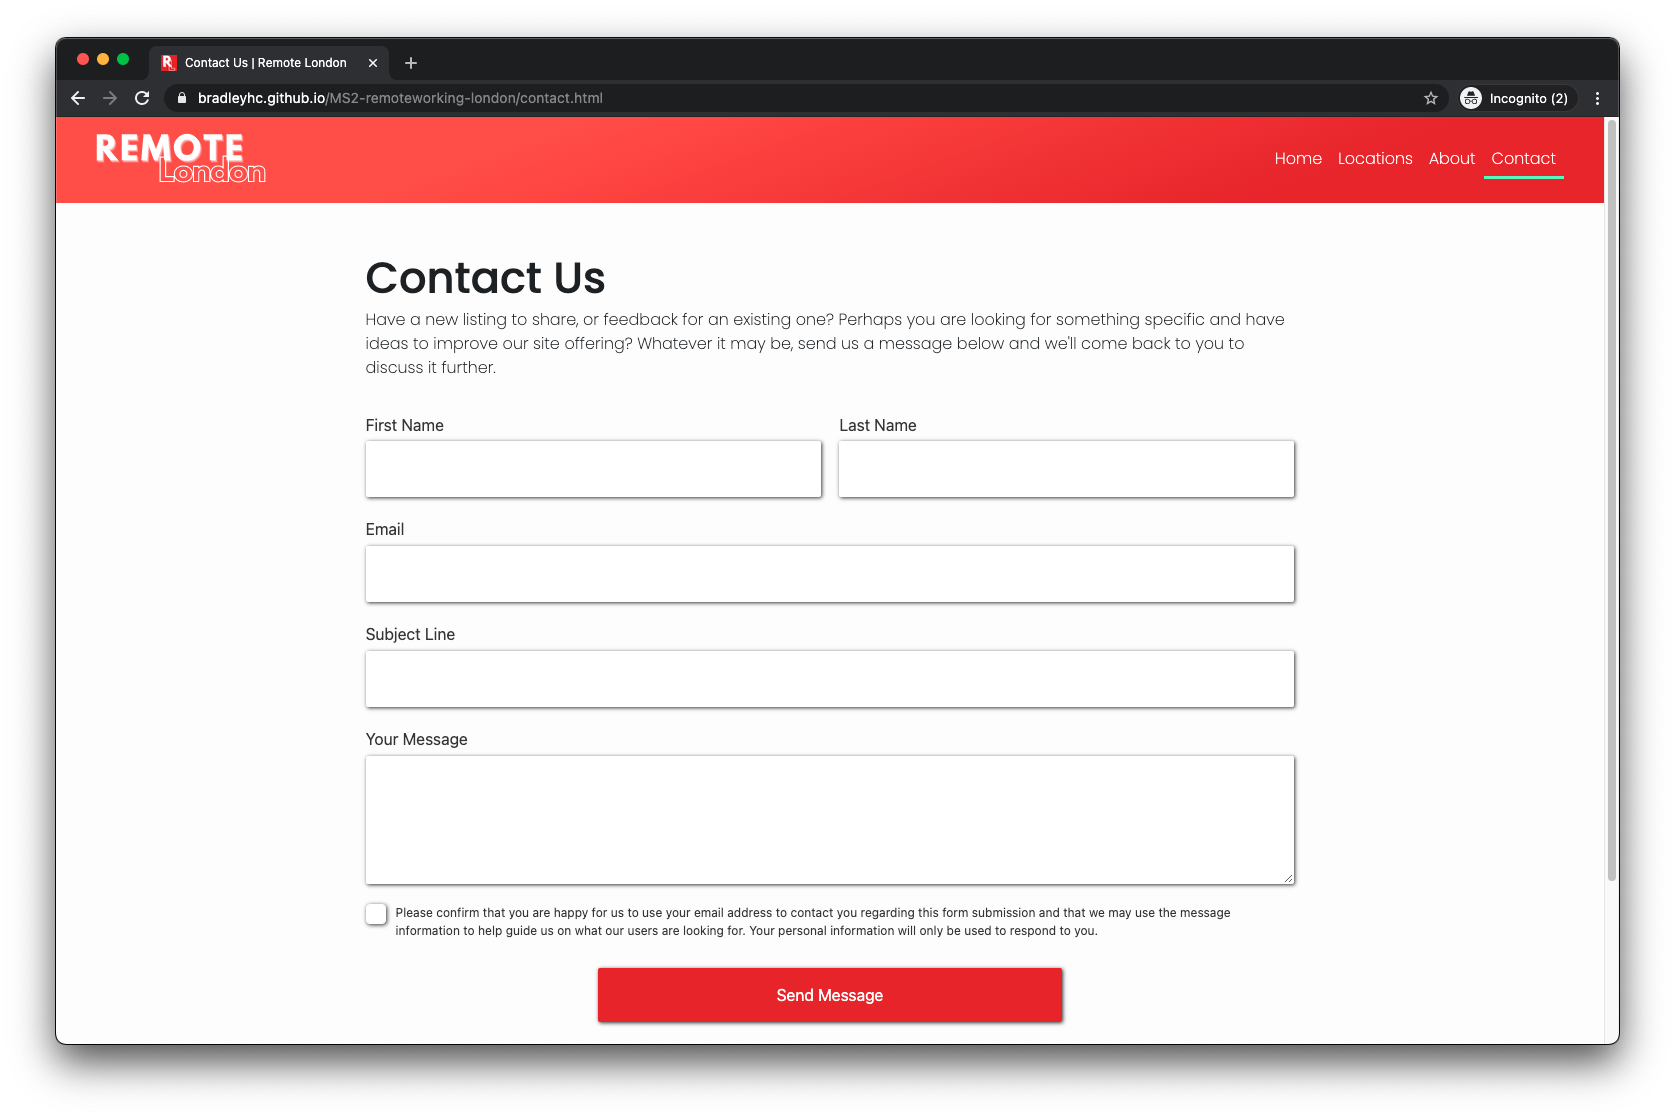 Contact Us | Remote London
bradleyhc.github.io/MS2-remoteworking-london/contact.html
Incognito (2)
REMOTE
London
Home Locations About Contact
Contact Us
Have a new listing to share, or feedback for an existing one? Perhaps you are looking for something specific and have
ideas to improve our site offering? Whatever it may be, send us a message below and we'll come back to you to
discuss it further.
First Name Last Name
Email
Subject Line
Your Message
Please confirm that you are happy for us to use your email address to contact you regarding this form submission and that we may use the message
information to help guide us on what our users are looking for. Your personal information will only be used to respond to you.
Send Message